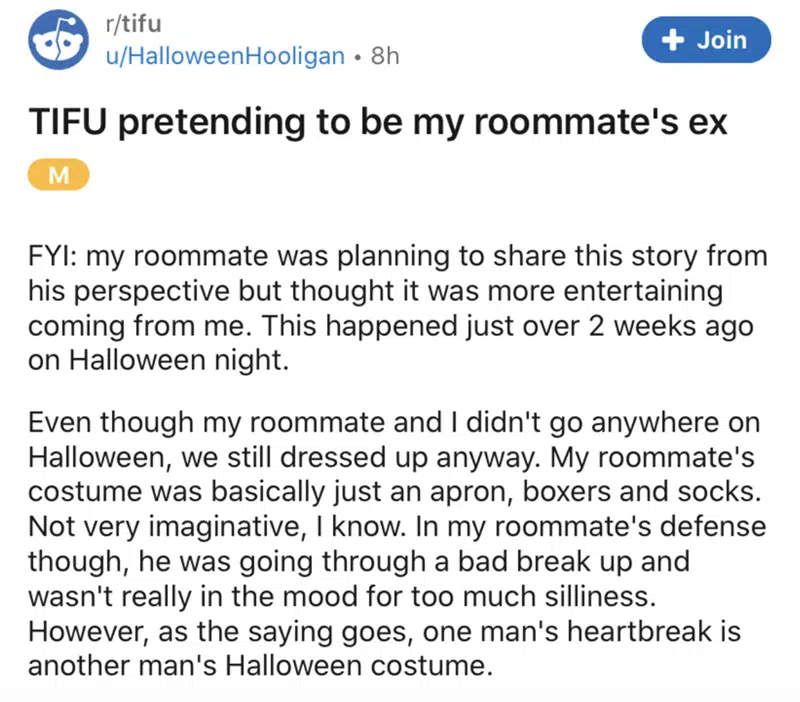 r/tifu
u/HalloweenHooligan • 8h
+ Join
TIFU pretending to be my roommate's ex
M
FYI: my roommate was planning to share this story from
his perspective but thought it was more entertaining
coming from me. This happened just over 2 weeks ago
on Halloween night.
Even though my roommate and I didn't go anywhere on
Halloween, we still dressed up anyway. My roommate's
costume was basically just an apron, boxers and socks.
Not very imaginative, I know. In my roommate's defense
though, he was going through a bad break up and
wasn't really in the mood for too much silliness.
However, as the saying goes, one man's heartbreak is
another man's Halloween costume.